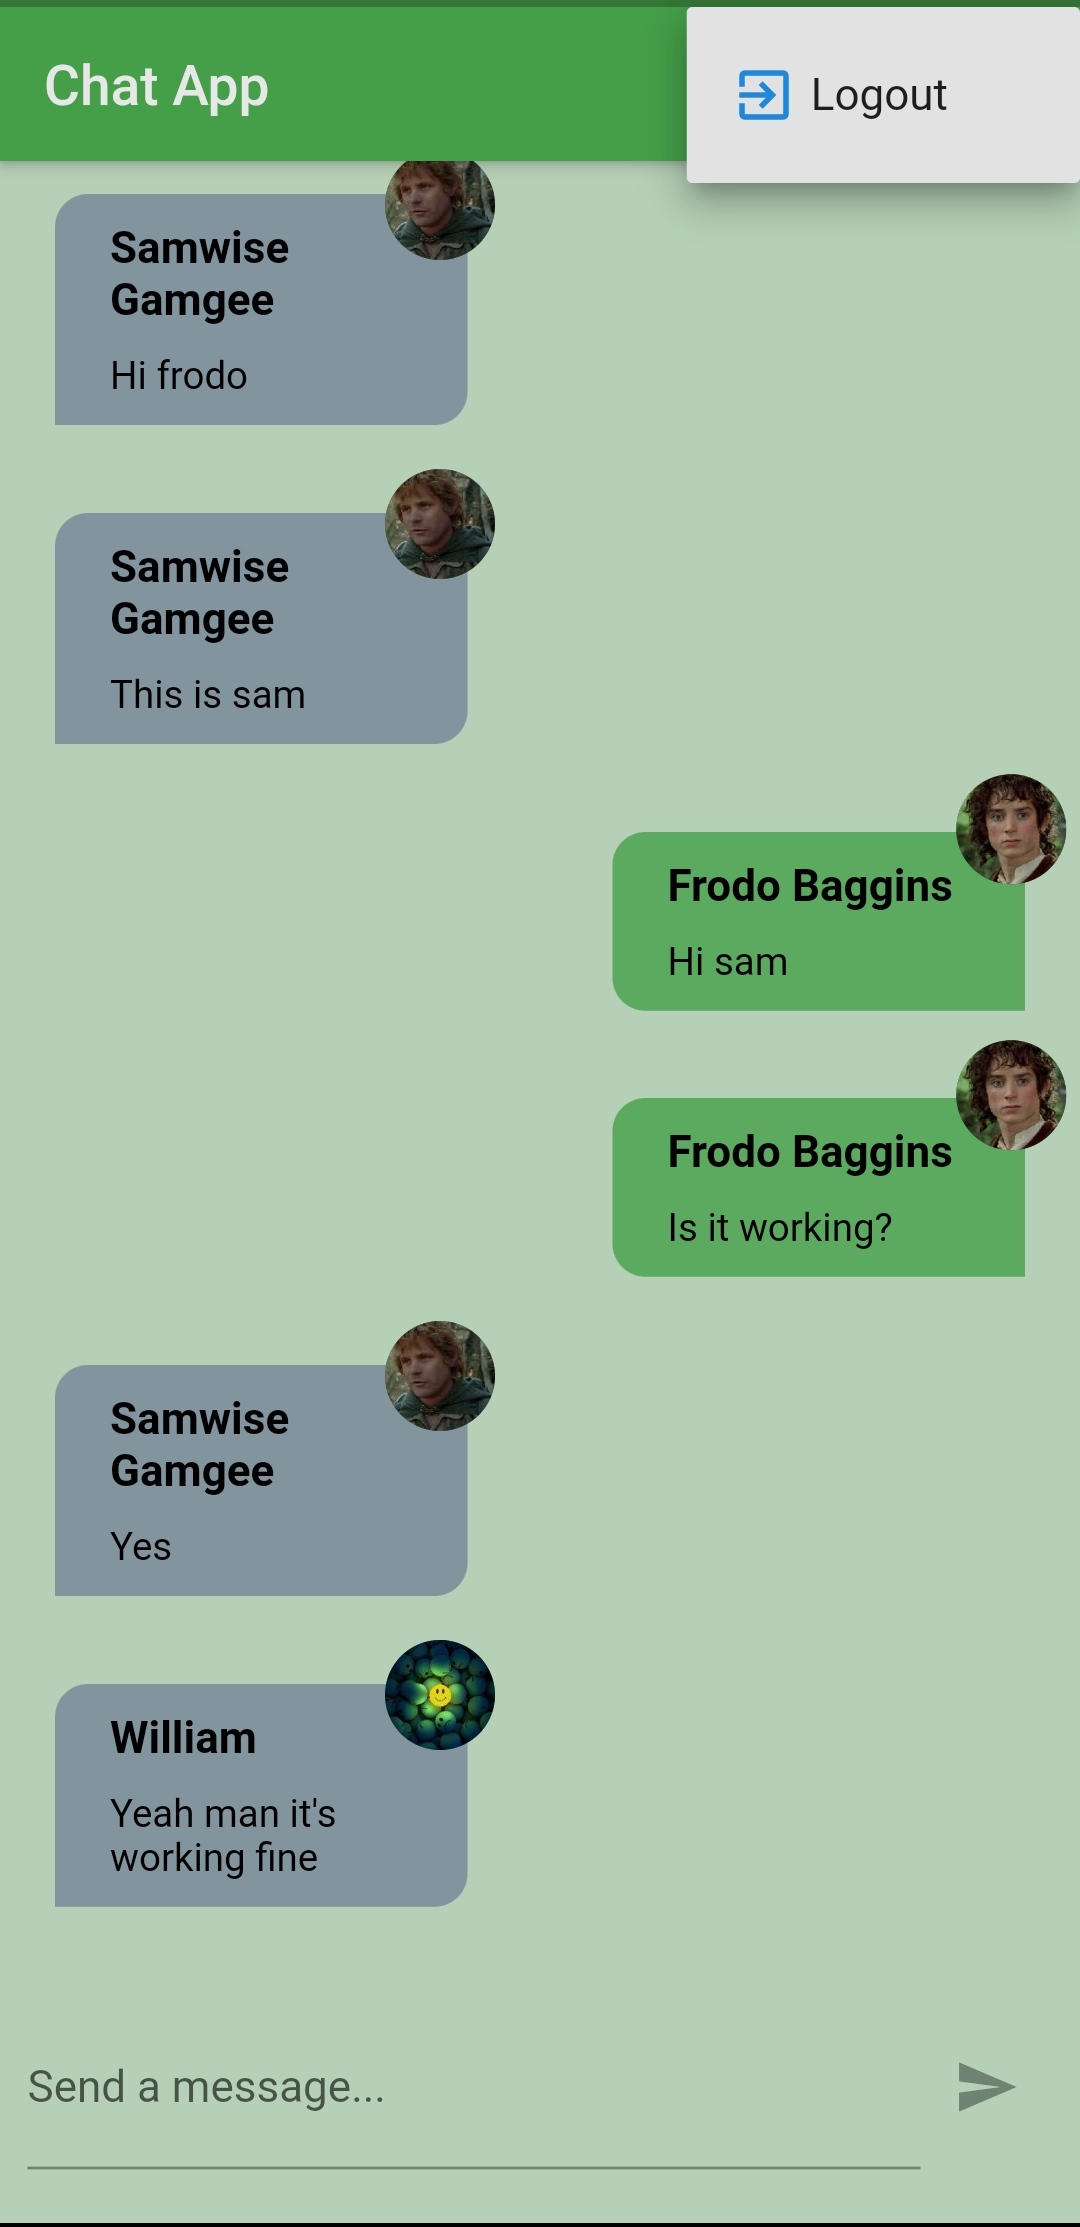 Chat App
Logout
Samwise
Gamgee
Hi frodo
Samwise
Gamgee
This is sam
Frodo Baggins
Hi sam
Frodo Baggins
Is it working?
Samwise
Gamgee
Yes
William
Yeah man it's
working fine
Send a message...